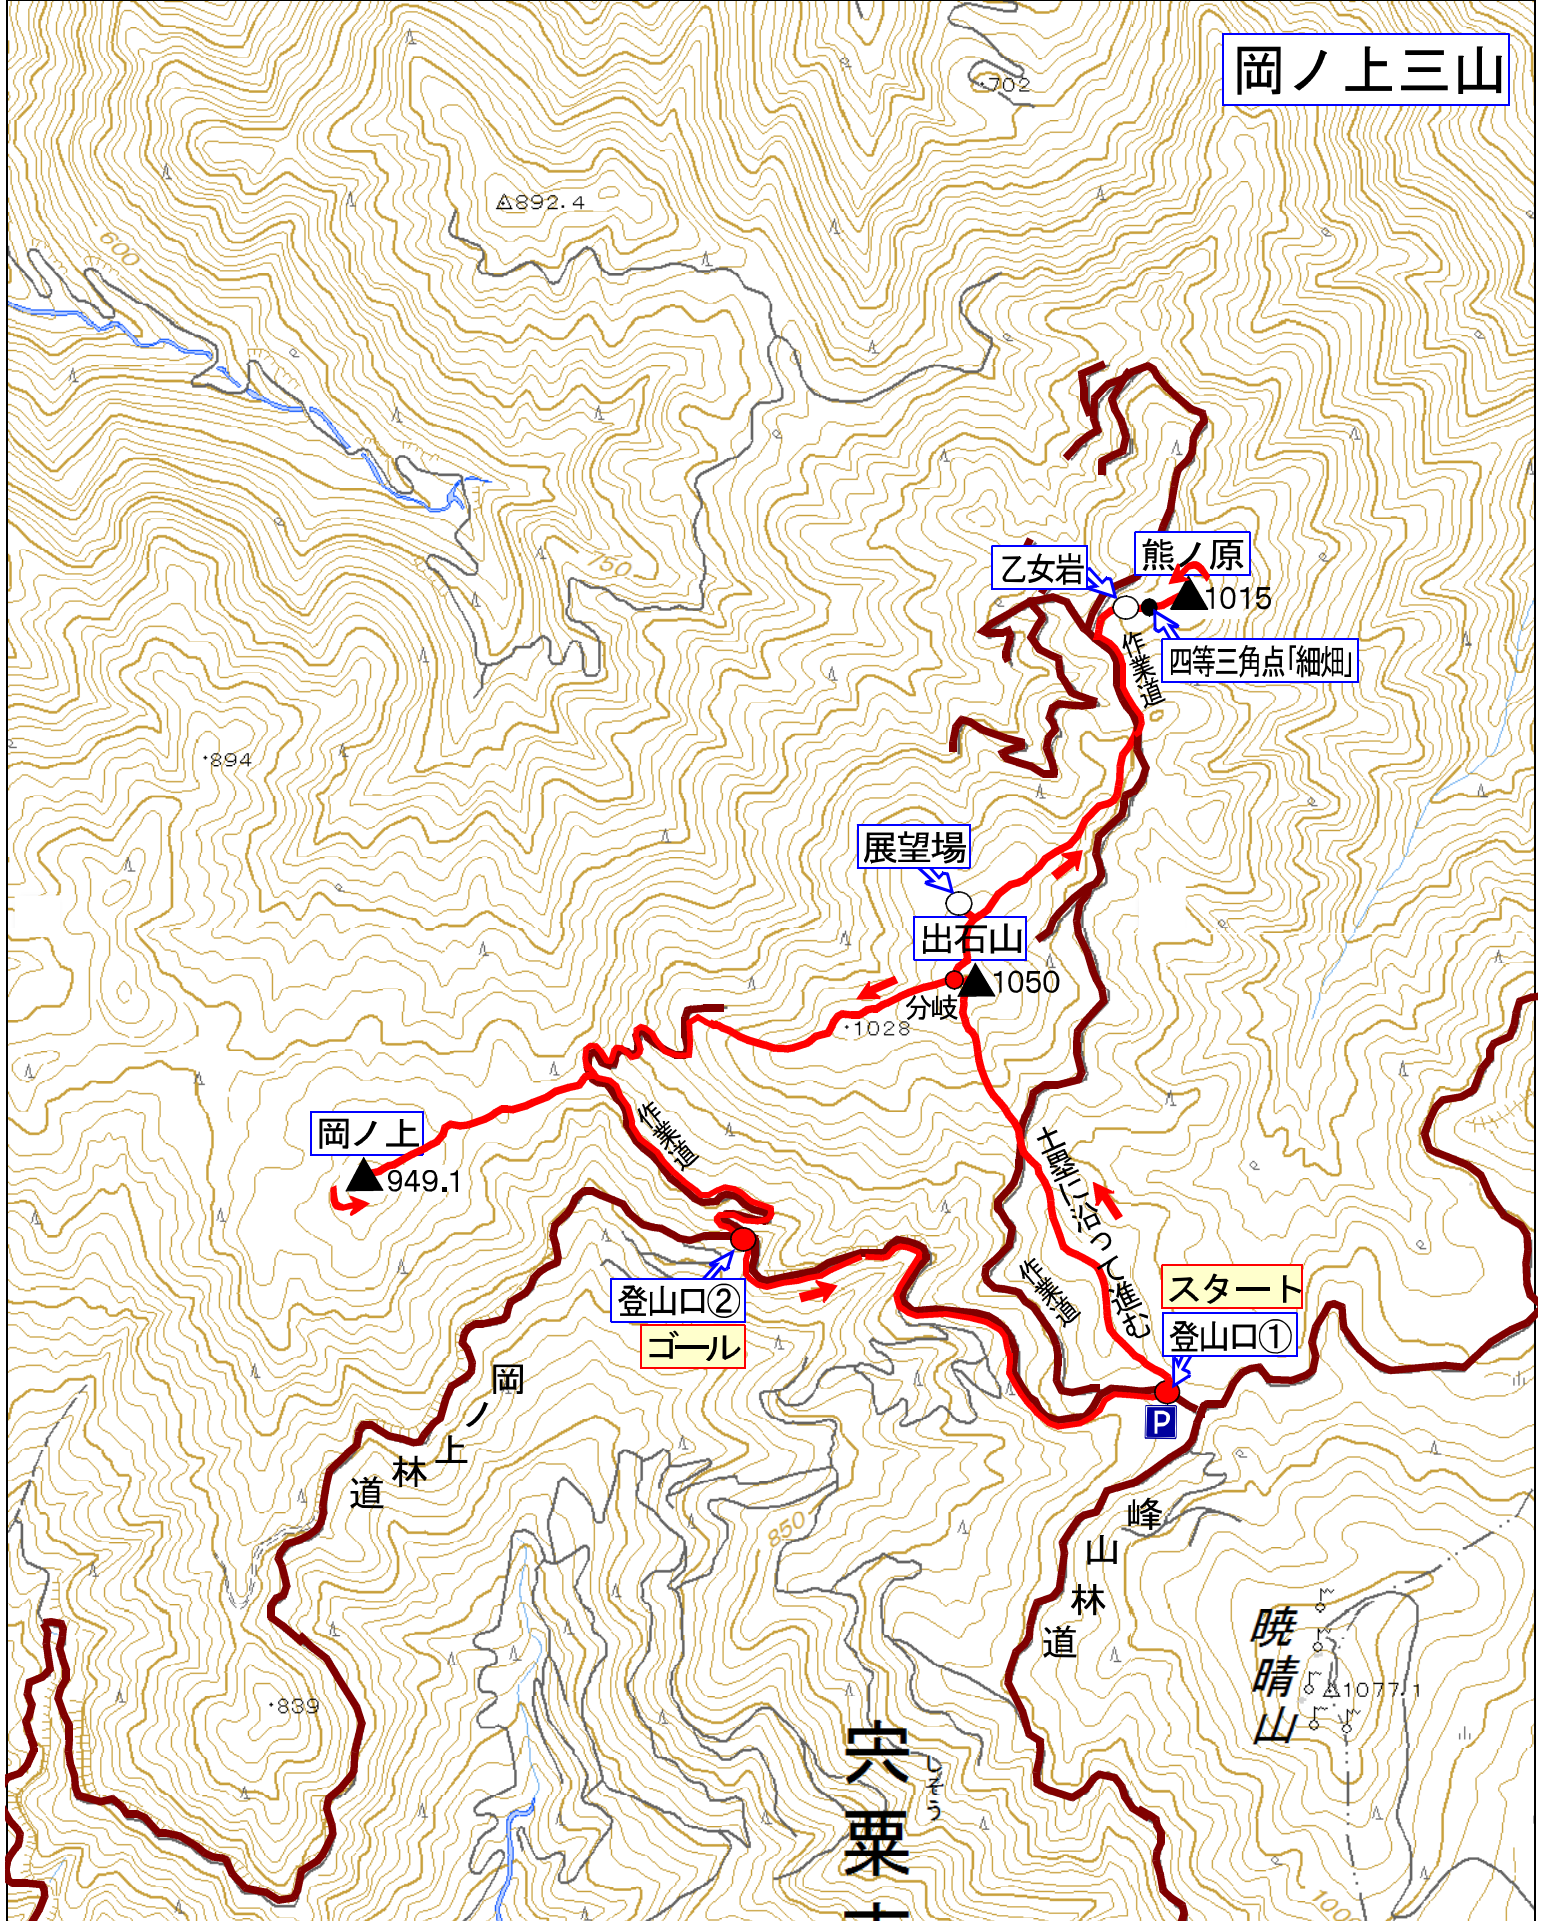 岡ノ上三山
702
892.4
600
750
乙女岩
熊ノ原
1015
作業道
四等三角点「細畑」
894
展望場
出石山
1050
分岐
1028
岡ノ上
949.1
作業道
土塁に沿って進む
作業道
登山口②
ゴール
スタート
登山口①
P
岡ノ上林道
850
峰山林道
839
暁晴山
1077.1
宍粟
しそう
1000